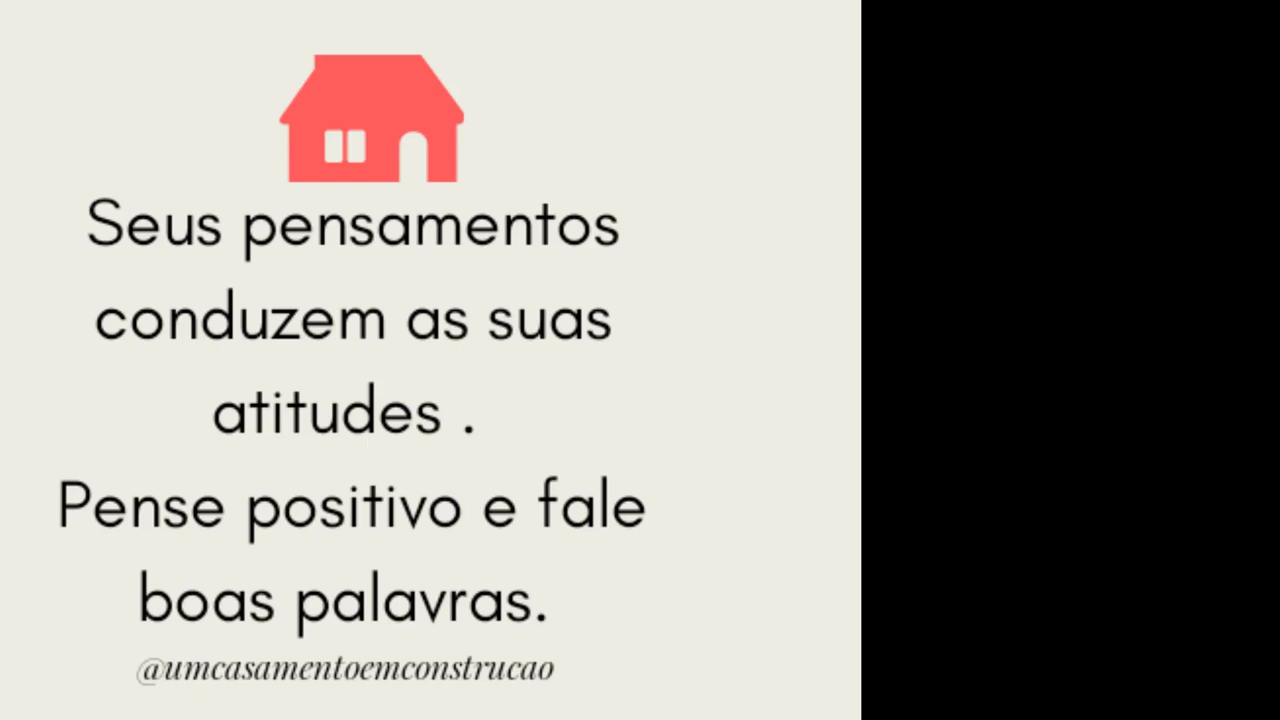 Seus pensamentos
conduzem as suas
atitudes .
Pense positivo e fale
boas palavras.
@umcasamentoemconstrucao